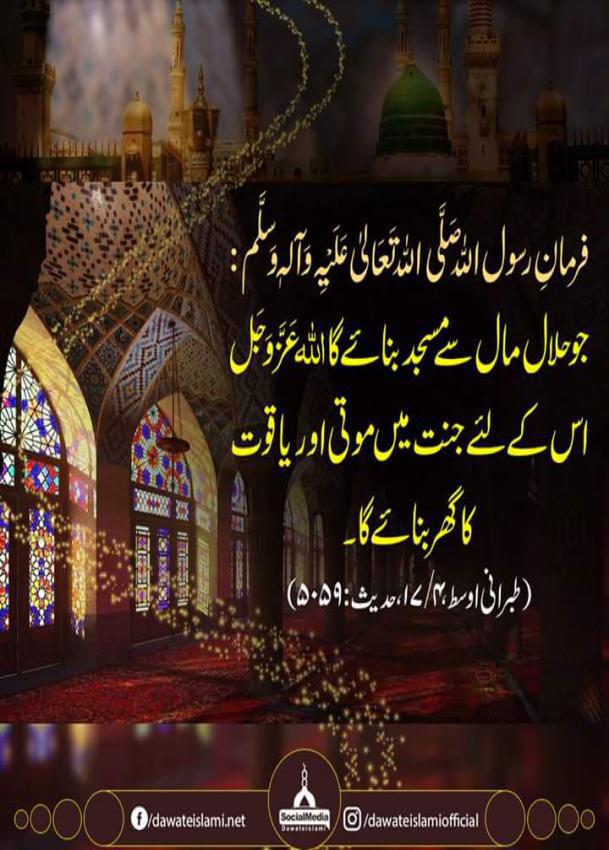 فرمانِ رسول اللہ صَلَّی اللہُ تَعَالٰی عَلَیْہِ وَاٰلِہٖ وَسَلَّم :
جو حلال مال سے مسجد بنائے گا اللہ عَزَّوَجَل
اس کے لئے جنت میں موتی اور یاقوت
کا گھر بنائے گا۔
(طبرانی اوسط، ۴/۱۷، حدیث: ۵۰۵۹)
/dawateislami.net
SocialMedia
Dawateislami
/dawateislamiofficial